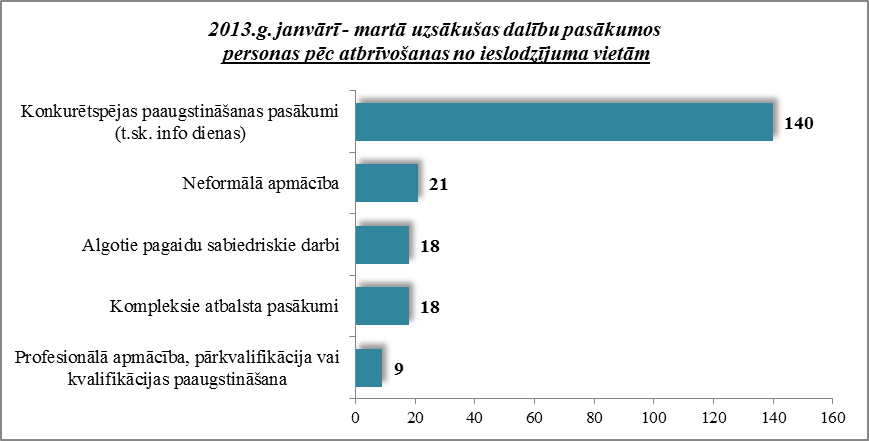 2013.g. janvārī - martā uzsākušas dalību pasākumos
personas pēc atbrīvošanas no ieslodzījuma vietām
Konkurētspējas paaugstināšanas pasākumi
(t.sk. info dienas)
140
Neformālā apmācība
21
Algotie pagaidu sabiedriskie darbi
18
Kompleksie atbalsta pasākumi
18
Profesionālā apmācība, pārkvalifikācija vai
kvalifikācijas paaugstināšana
9
0 20 40 60 80 100 120 140 160